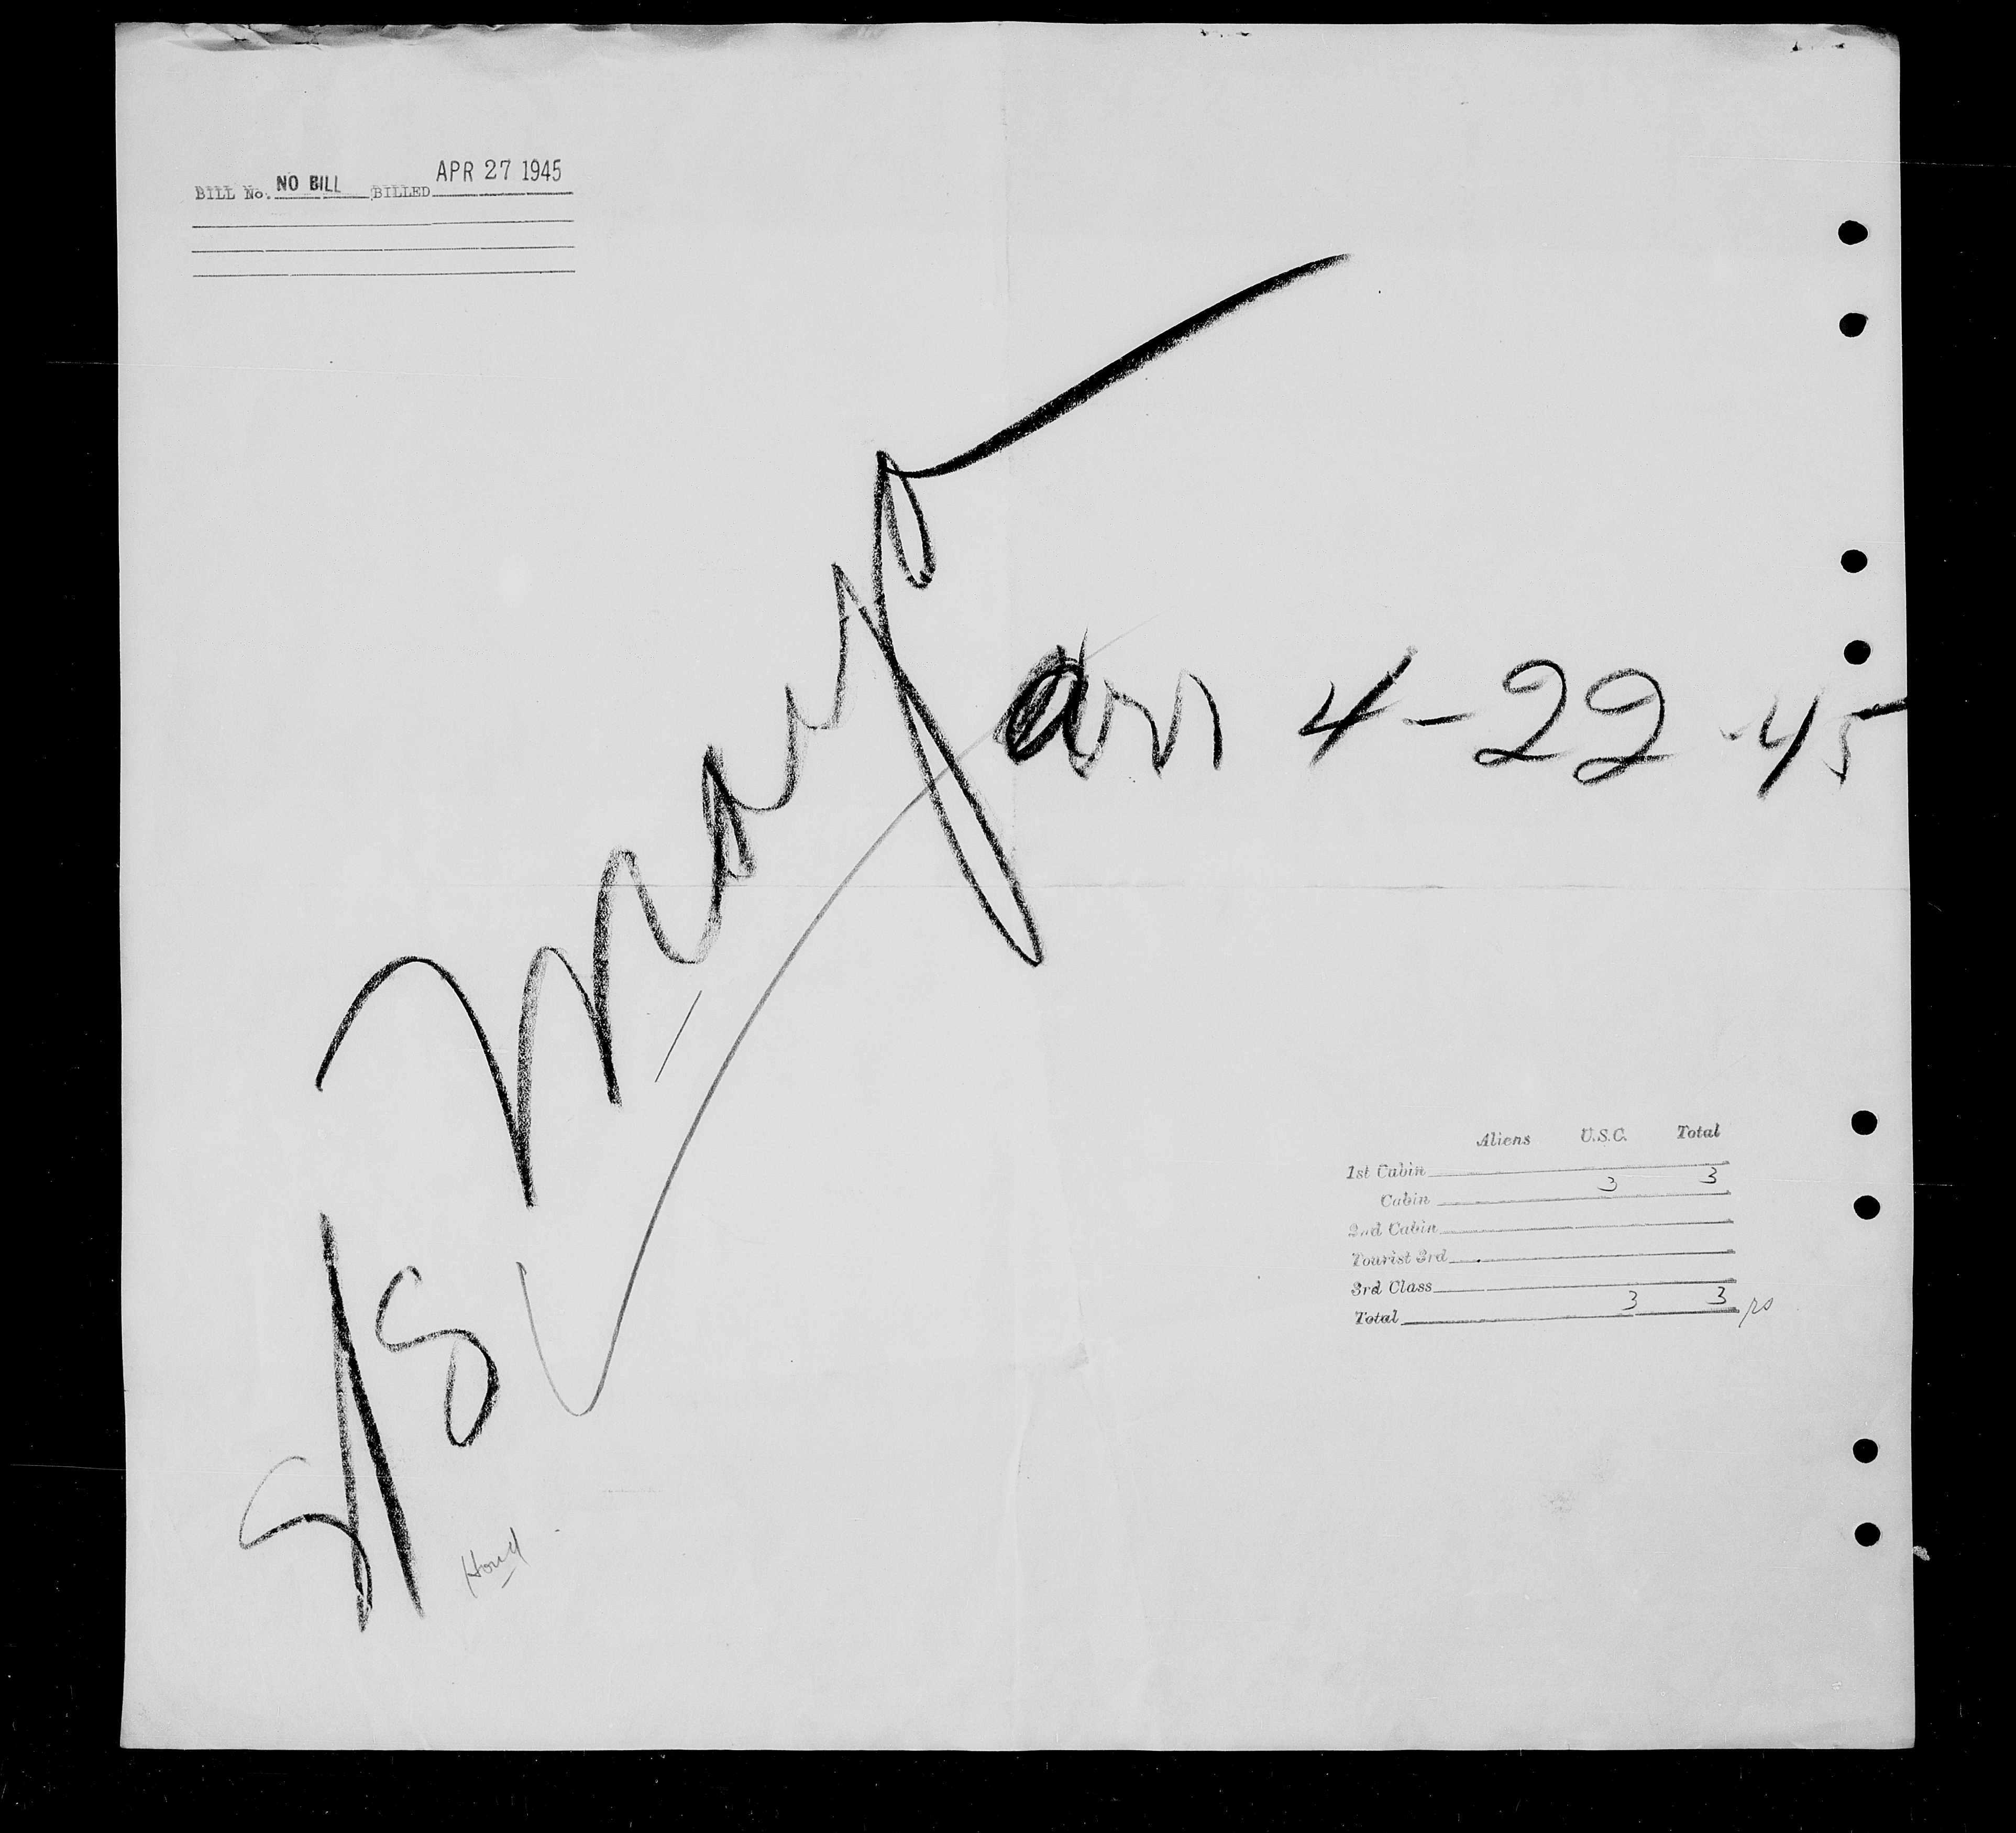 BILL No. NO BILL BILLED APR 27 1945
S/S Mayo
arr 4-22-45
Aliens U.S.C. Total
1st Cabin
Cabin 3 3
2nd Cabin
Tourist 3rd
3rd Class
Total 3 3